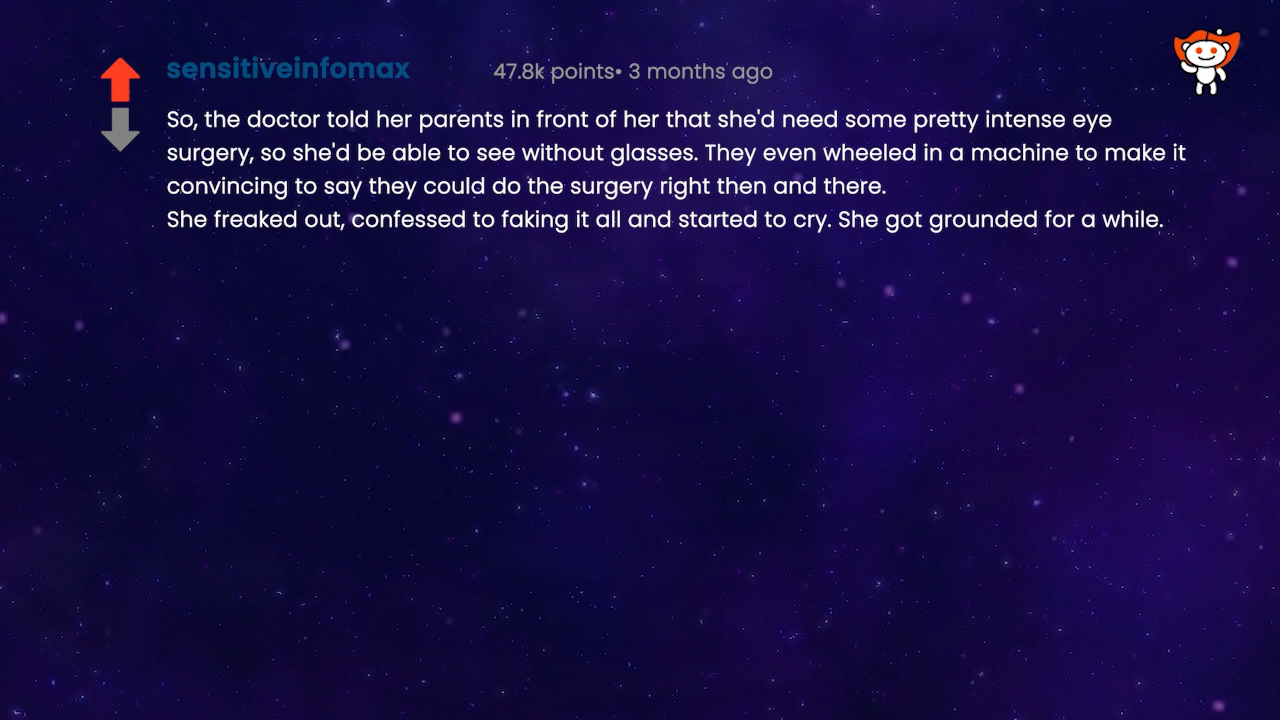 sensitiveinfomax 47.8k points• 3 months ago
So, the doctor told her parents in front of her that she'd need some pretty intense eye
surgery, so she'd be able to see without glasses. They even wheeled in a machine to make it
convincing to say they could do the surgery right then and there.
She freaked out, confessed to faking it all and started to cry. She got grounded for a while.